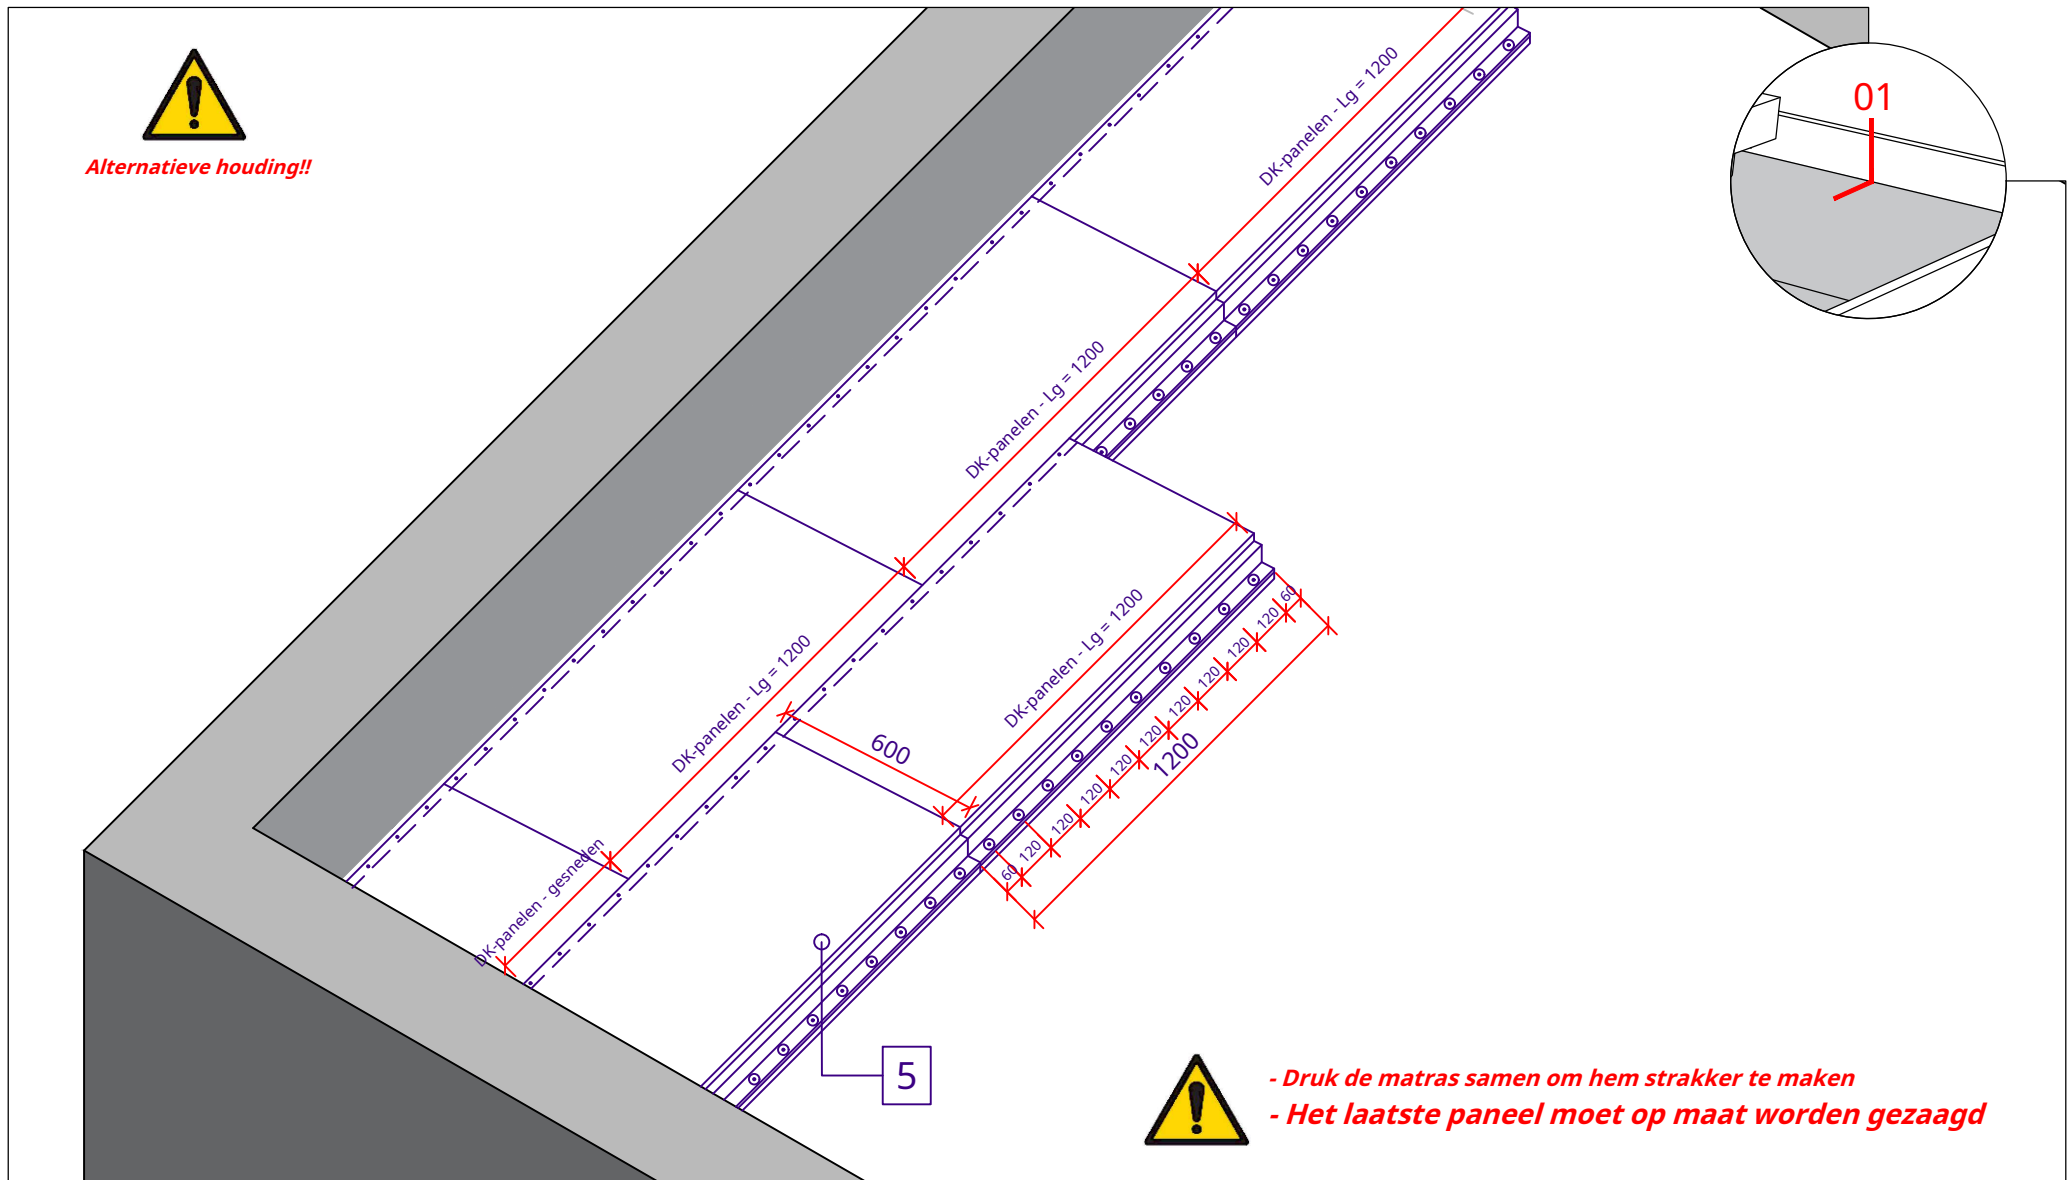 Alternatieve houding!!
01
DK-panelen - Lg = 1200
DK-panelen - Lg = 1200
DK-panelen - Lg = 1200
DK-panelen - Lg = 1200
DK-panelen - gesneden
600
60
120
120
120
120
120
120
120
120
120
60
1200
5
- Druk de matras samen om hem strakker te maken
- Het laatste paneel moet op maat worden gezaagd